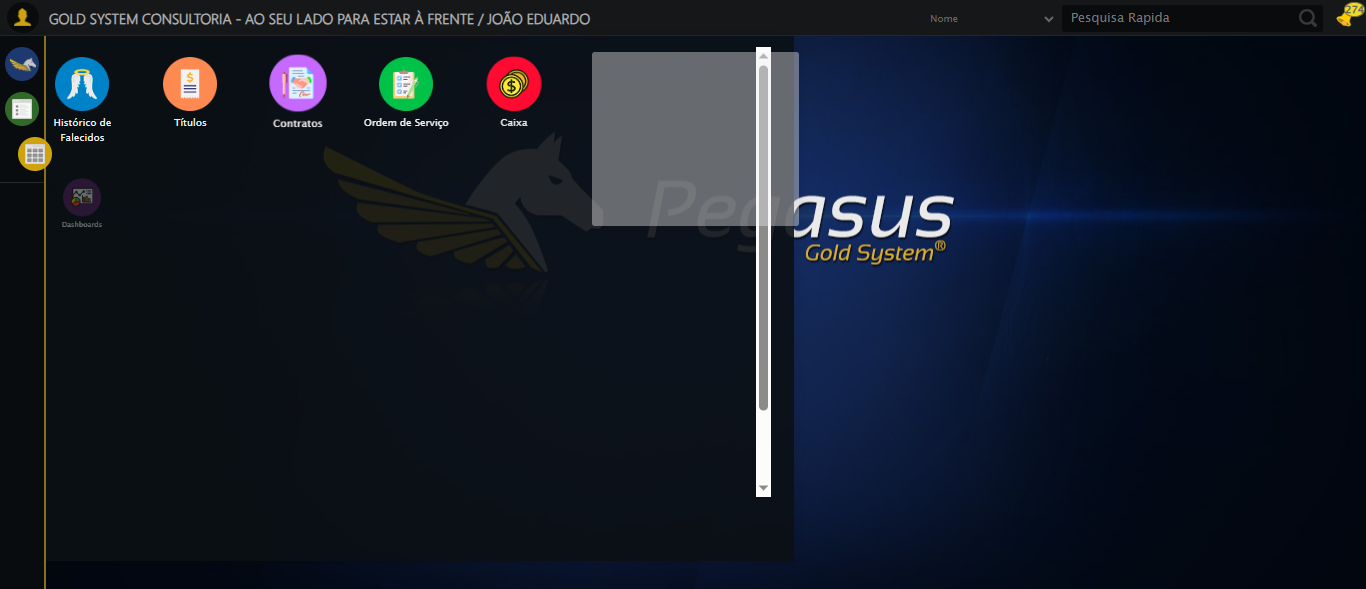 GOLD SYSTEM CONSULTORIA - AO SEU LADO PARA ESTAR À FRENTE / JOÃO EDUARDO
Nome
Pesquisa Rapida
274
Histórico de
Falecidos
Títulos
Contratos
Ordem de Serviço
Caixa
Dashboards
Pegasus
Gold System®